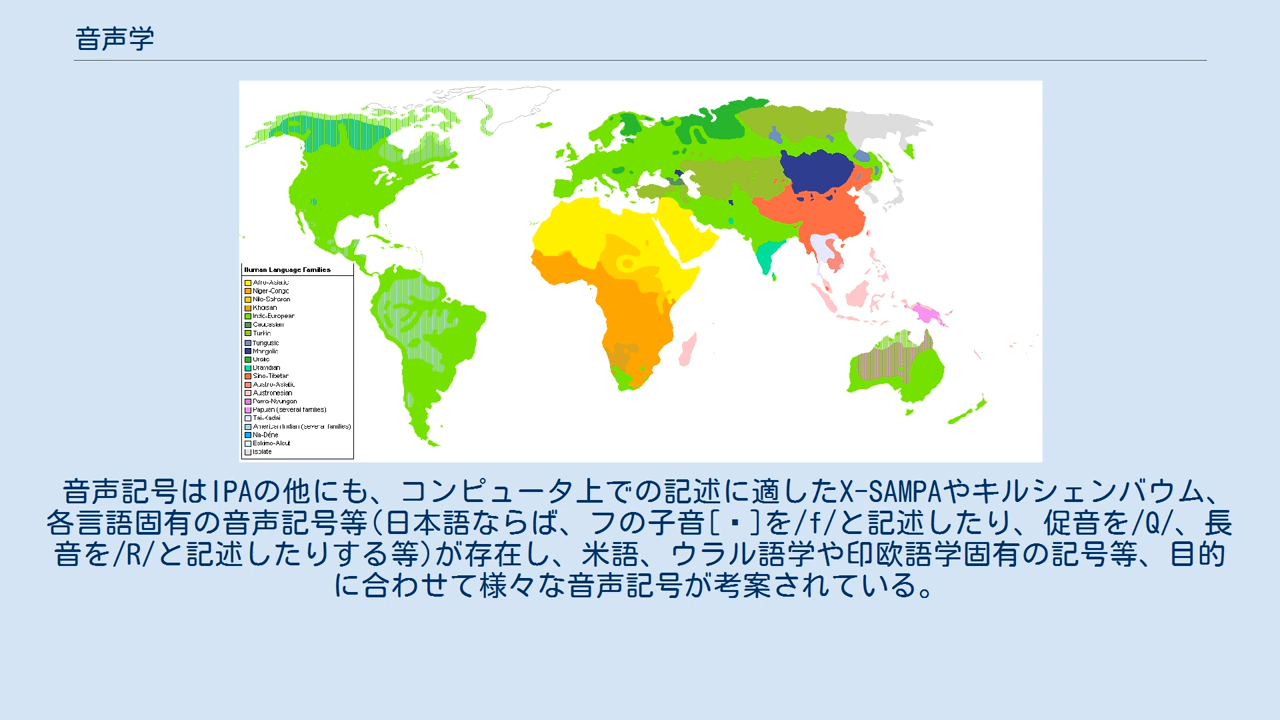 音声学
Human Language Families
Afro-Asiatic
Niger-Congo
Nilo-Saharan
Khoisan
Indo-European
Caucasian
Turkic
Tungusic
Mongolic
Uralic
Dravidian
Sino-Tibetan
Austro-Asiatic
Austronesian
Pama-Nyungan
Papuan (several families)
Tai-Kadai
American Indian (several families)
Na-Dené
Eskimo-Aleut
Isolate
音声記号はIPAの他にも、コンピュータ上での記述に適したX-SAMPAやキルシェンバウム、
各言語固有の音声記号等(日本語ならば、フの子音[·]を/f/と記述したり、促音を/Q/、長
音を/R/と記述したりする等)が存在し、米語、ウラル語学や印欧語学固有の記号等、目的
に合わせて様々な音声記号が考案されている。